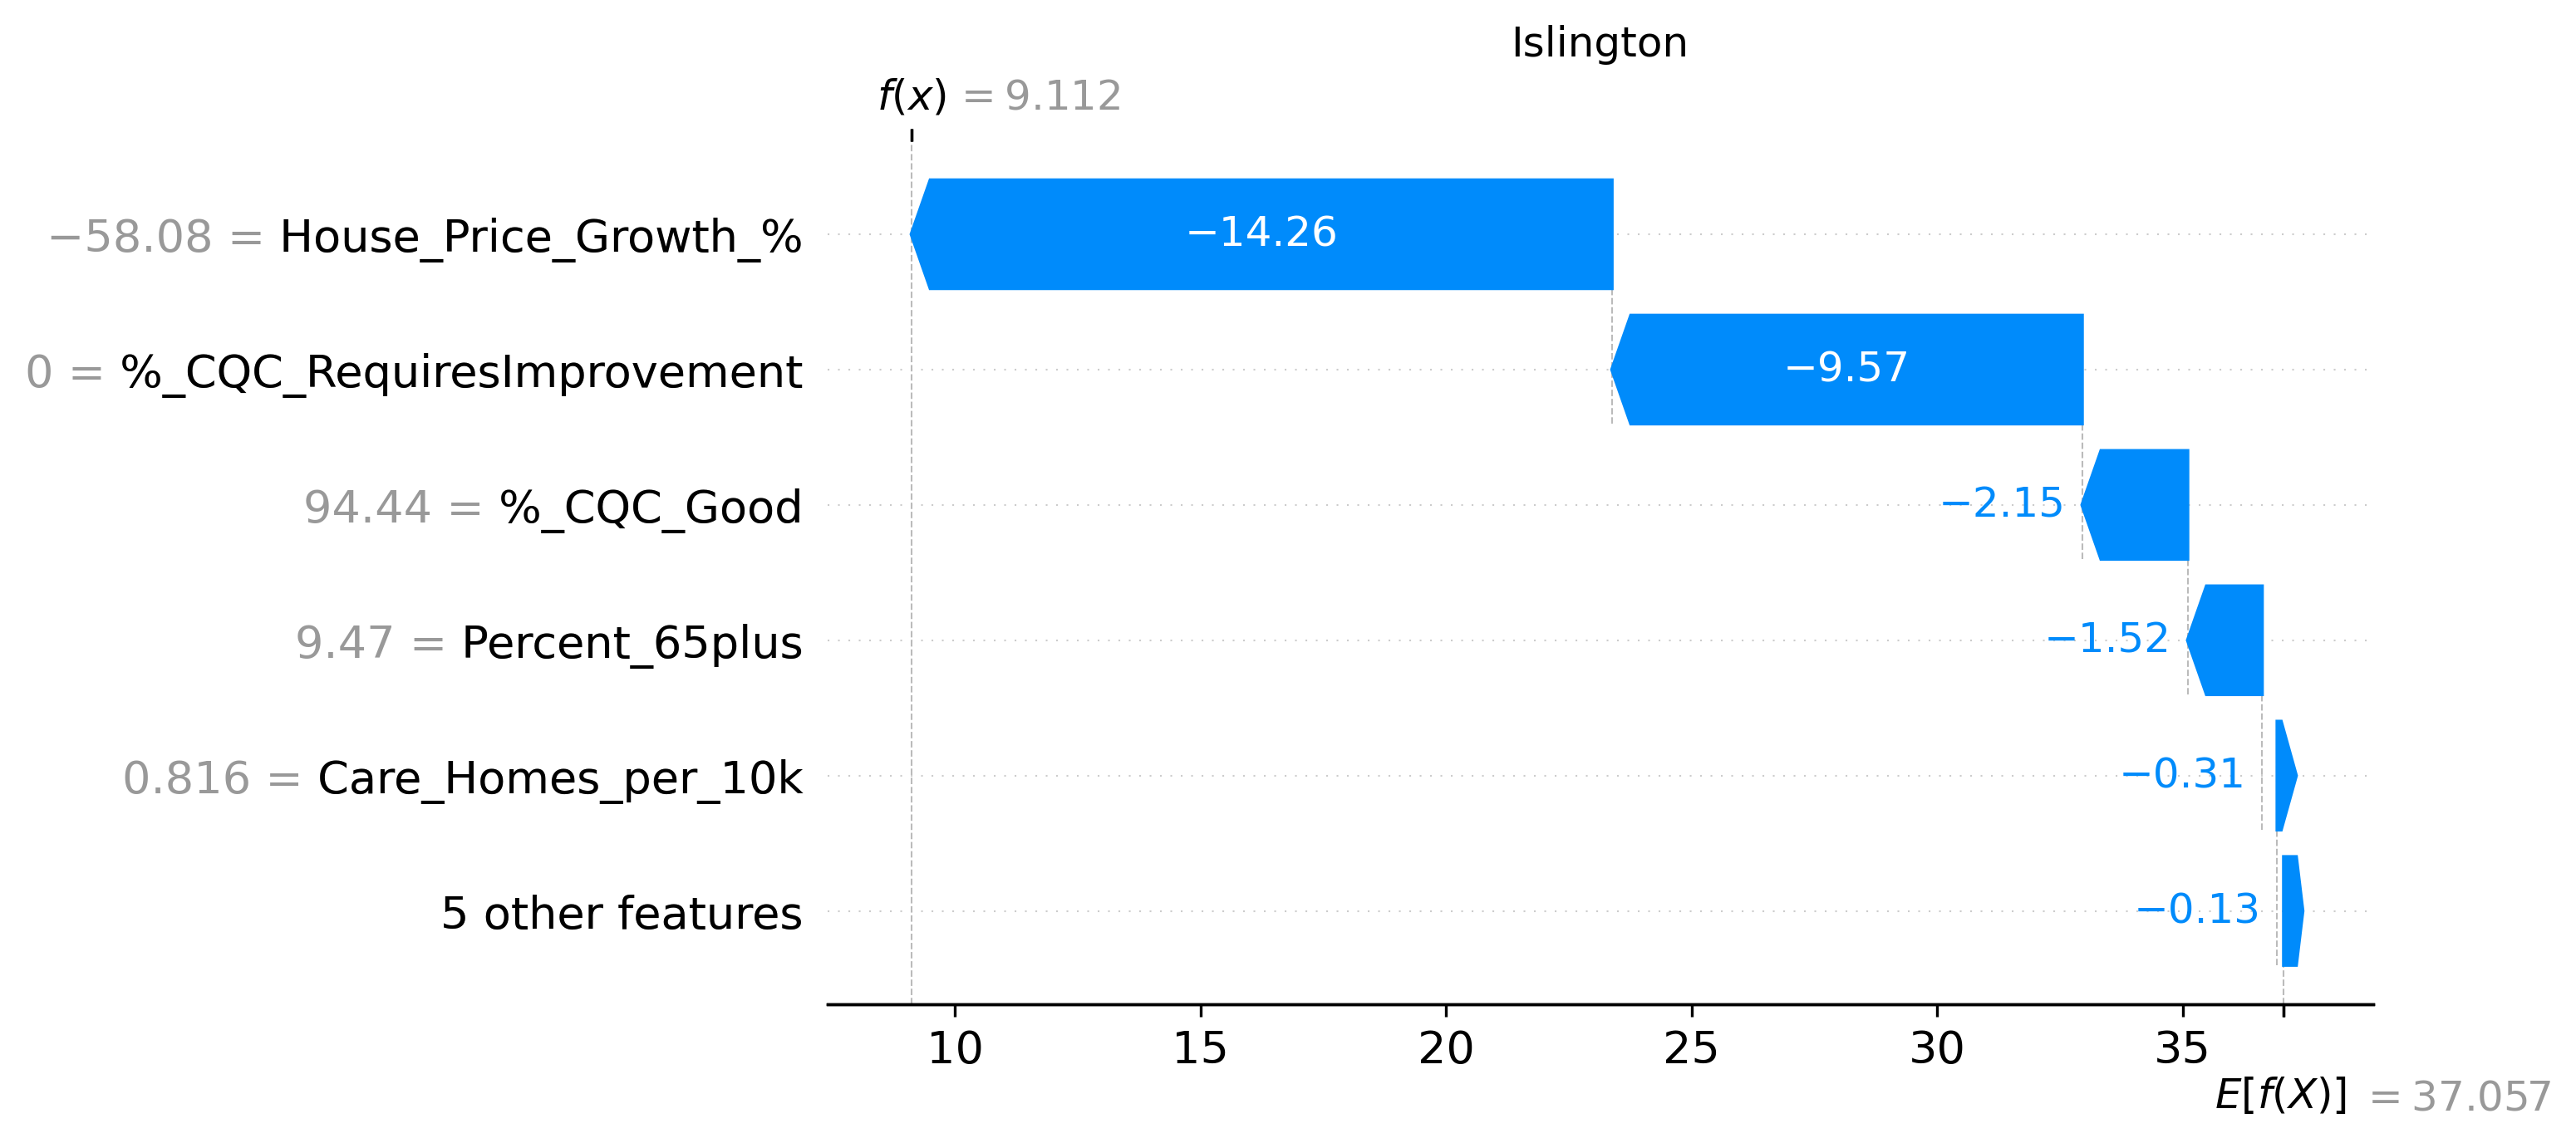 Islington
f(x) = 9.112
−58.08 = House_Price_Growth_% −14.26
0 = %_CQC_RequiresImprovement −9.57
94.44 = %_CQC_Good −2.15
9.47 = Percent_65plus −1.52
0.816 = Care_Homes_per_10k −0.31
5 other features −0.13
10 15 20 25 30 35
E[f(X)] = 37.057